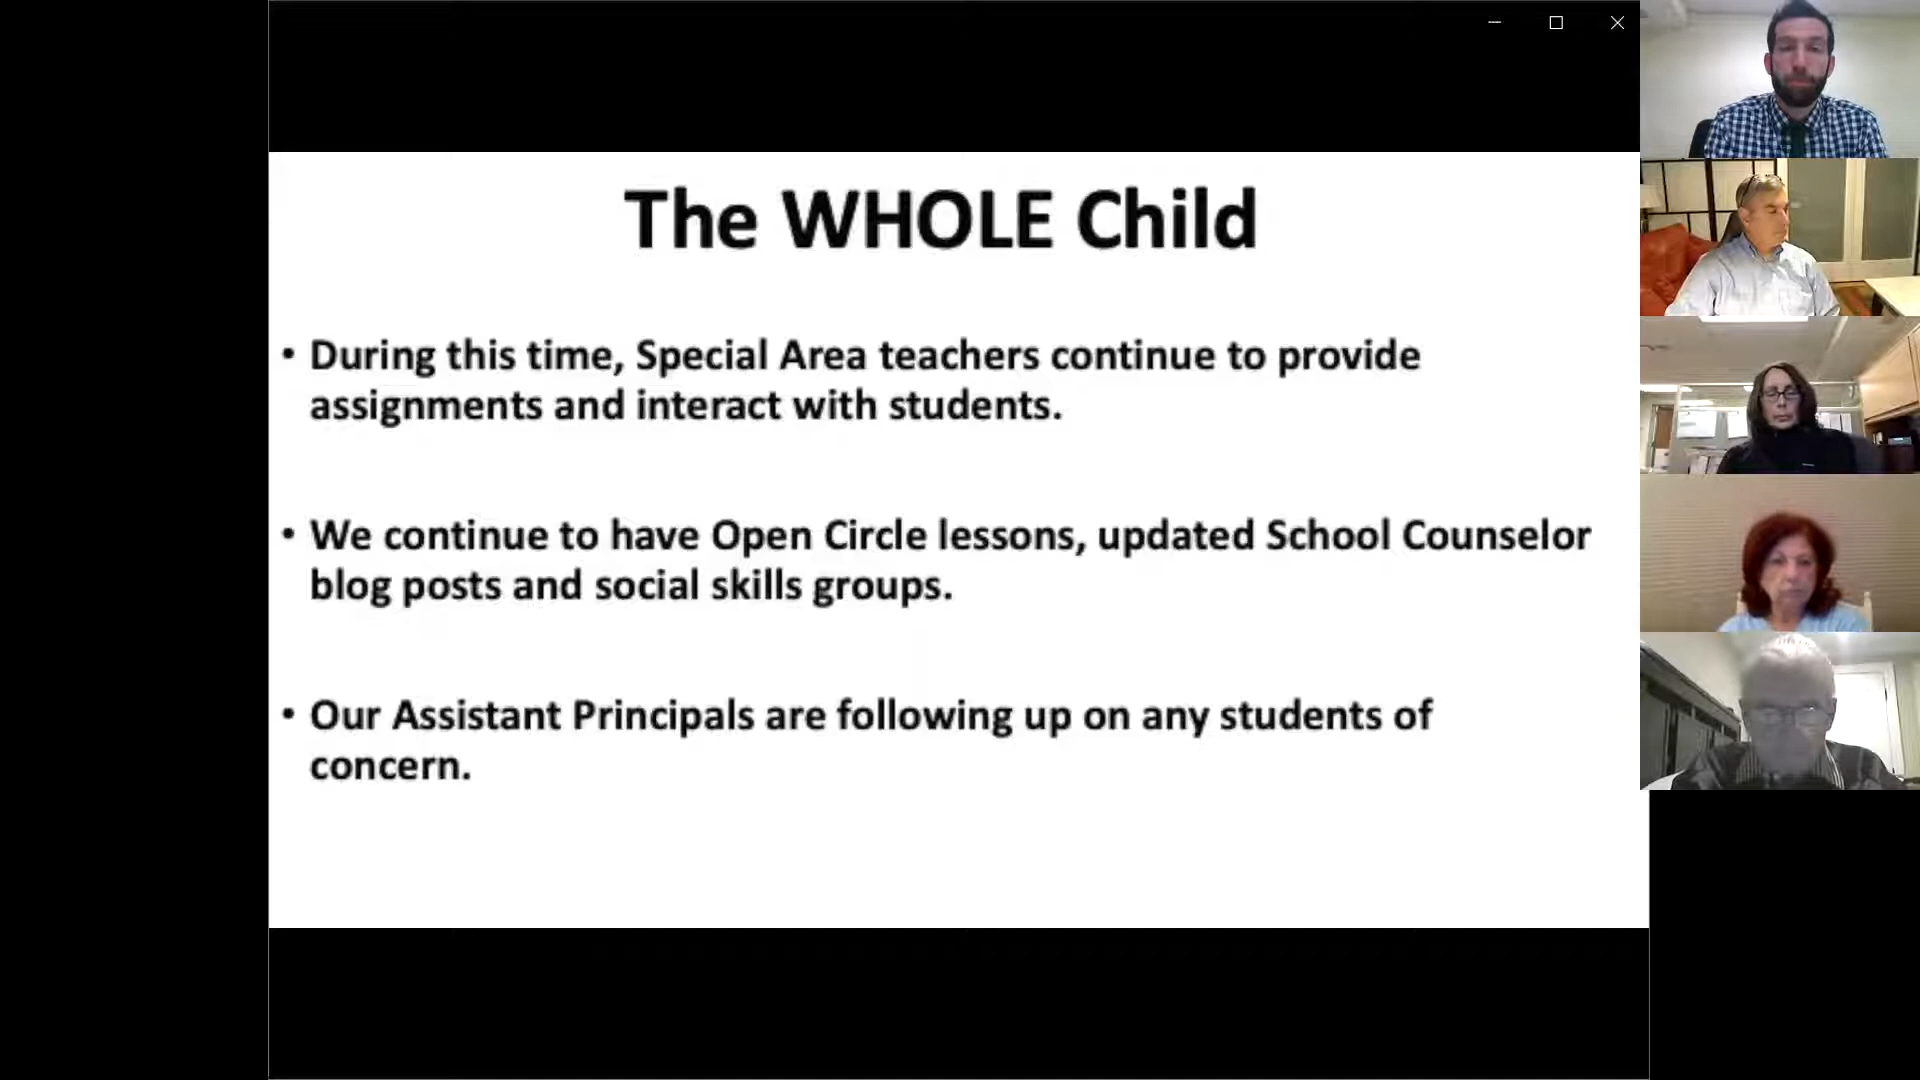 The WHOLE Child
• During this time, Special Area teachers continue to provide
assignments and interact with students.
• We continue to have Open Circle lessons, updated School Counselor
blog posts and social skills groups.
• Our Assistant Principals are following up on any students of
concern.